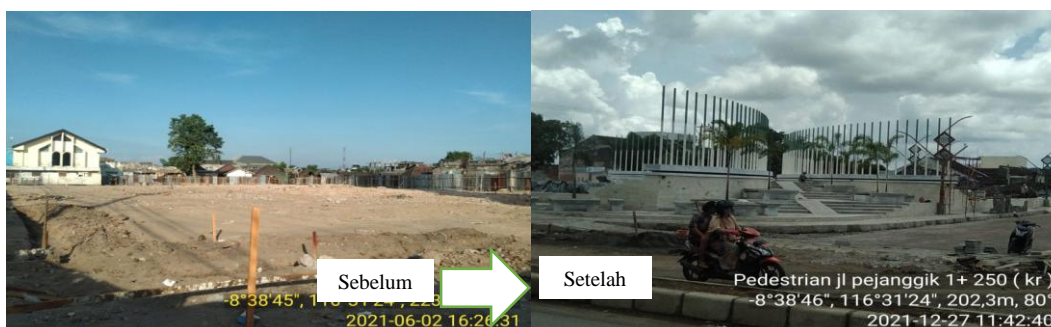 Sebelum
-8°38'45", 116°31'24", 22
2021-06-02 16:26:31
Setelah
Pedestrian jl pejanggik 1+ 250 ( kr )
-8°38'46", 116°31'24", 202,3m, 80°
2021-12-27 11:42:40